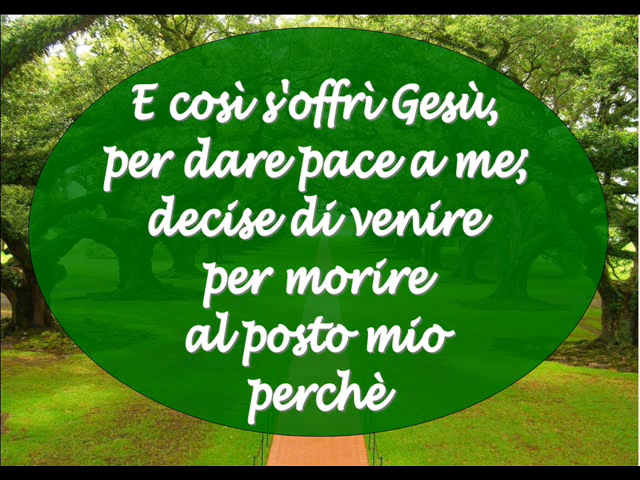 E così s'offrì Gesù,
per dare pace a me;
decise di venire
per morire
al posto mio
perchè